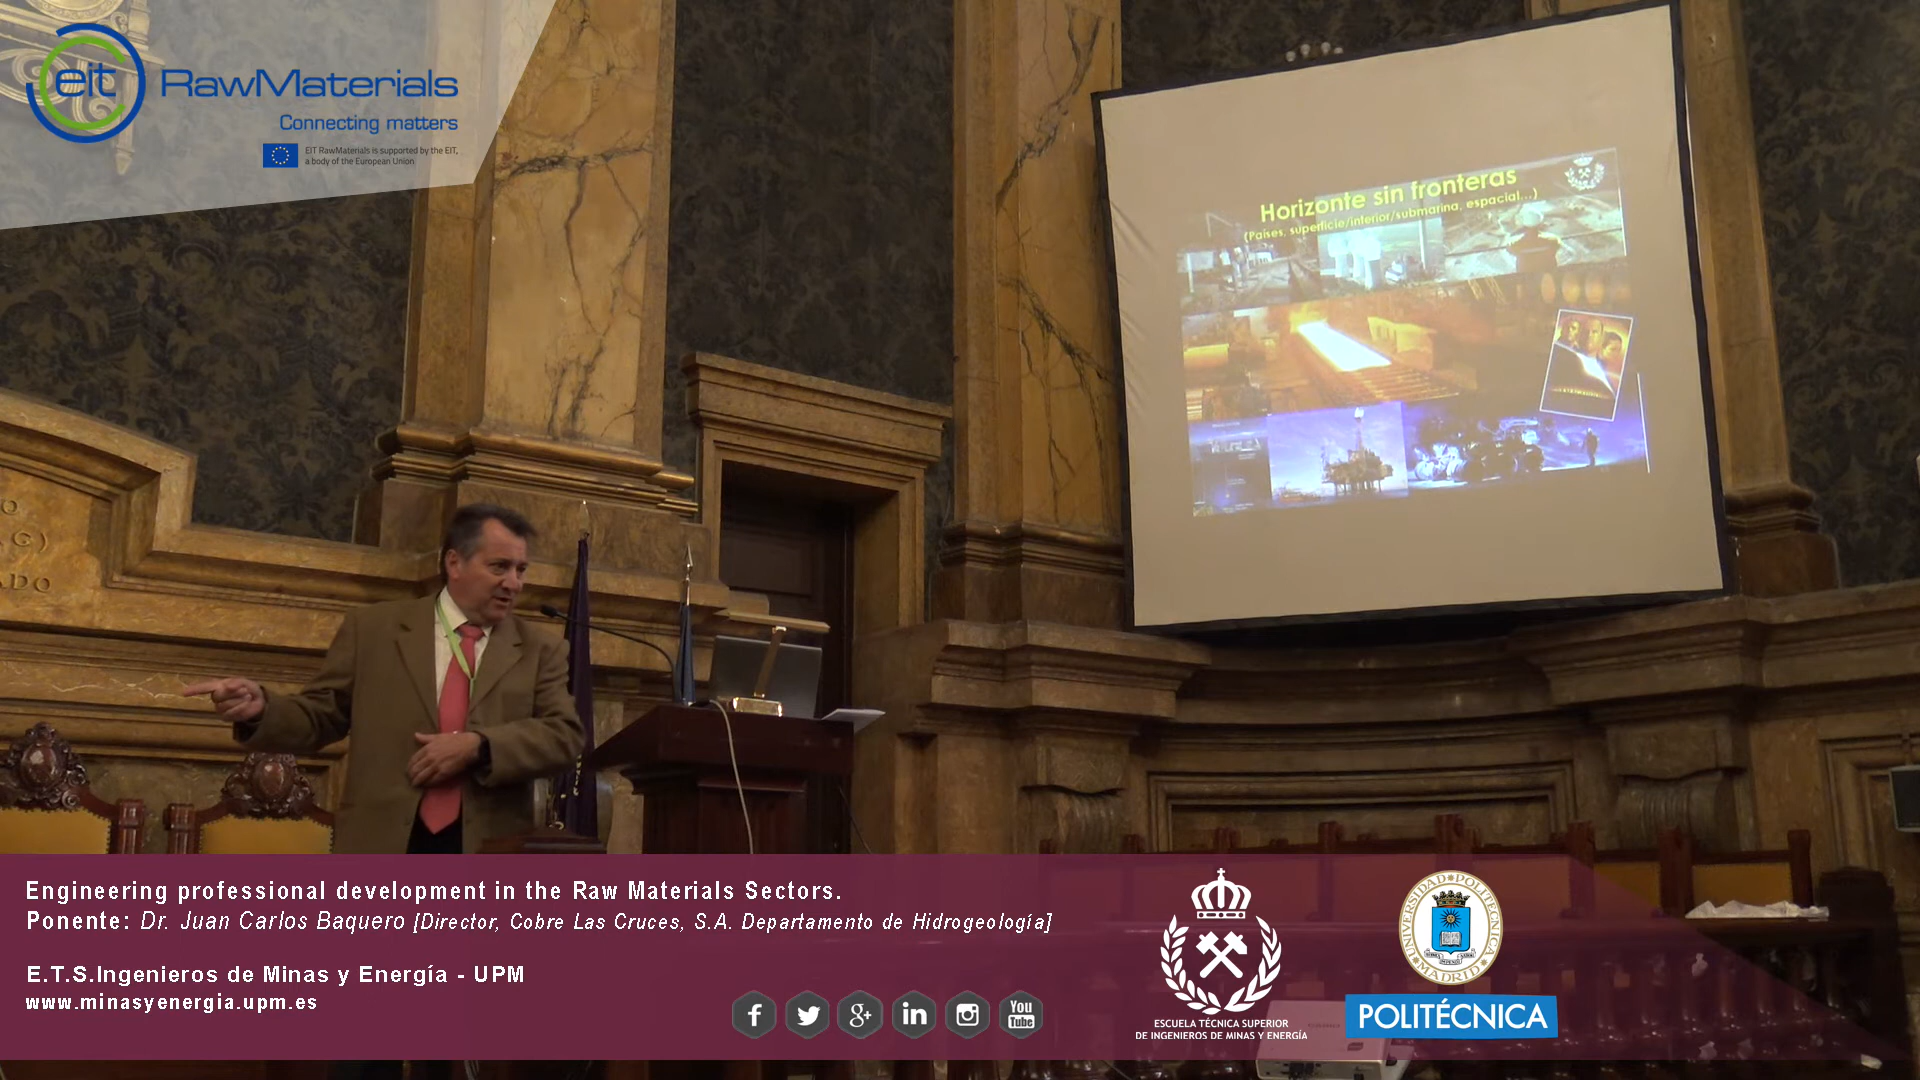 eit RawMaterials
Connecting matters
EIT RawMaterials is supported by the EIT,
a body of the European Union
Horizonte sin fronteras
(Países, superficie/interior/submarina, espacial...)
O
AC)
ADO
Engineering professional development in the Raw Materials Sectors.
Ponente: Dr. Juan Carlos Baquero [Director, Cobre Las Cruces, S.A. Departamento de Hidrogeología]
E.T.S.Ingenieros de Minas y Energía - UPM
www.minasyenergia.upm.es
f
g+
in
You
Tube
ESCUELA TÉCNICA SUPERIOR
DE INGENIEROS DE MINAS Y ENERGÍA
UNIVERSIDAD POLITÉCNICA
MADRID
POLITÉCNICA